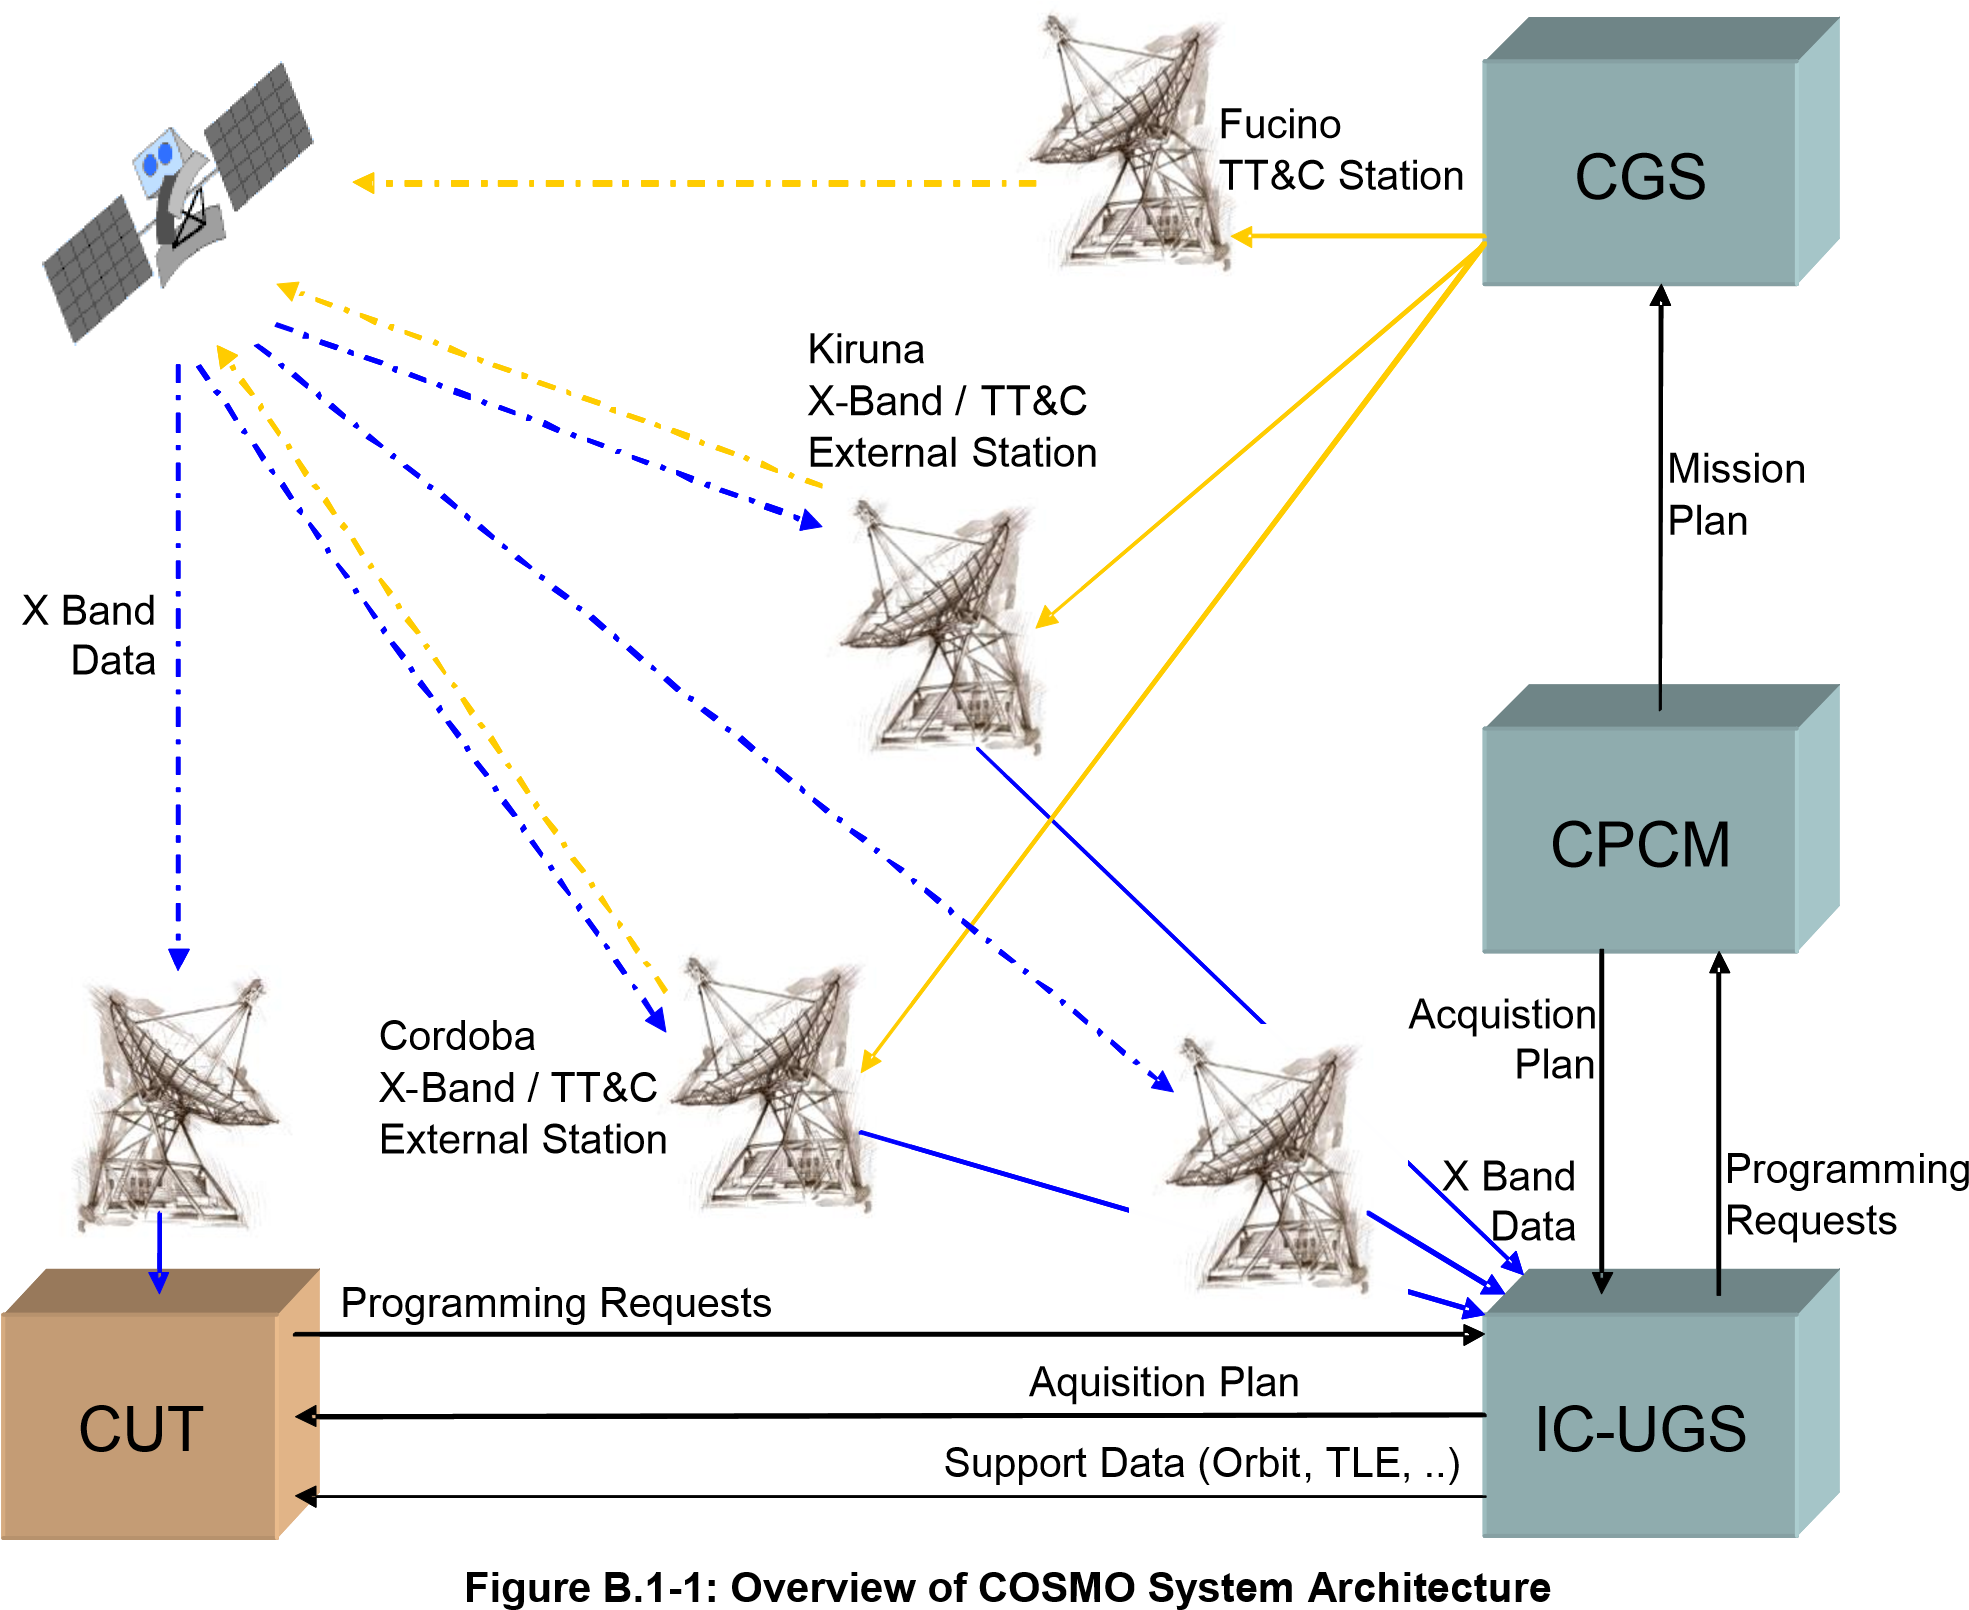 Fucino
TT&C Station
CGS
Kiruna
X-Band / TT&C
External Station
Mission
Plan
X Band
Data
CPCM
Acquistion
Plan
Cordoba
X-Band / TT&C
External Station
X Band
Data
Programming
Requests
Programming Requests
Aquisition Plan
CUT
IC-UGS
Support Data (Orbit, TLE, ..)
Figure B.1-1: Overview of COSMO System Architecture